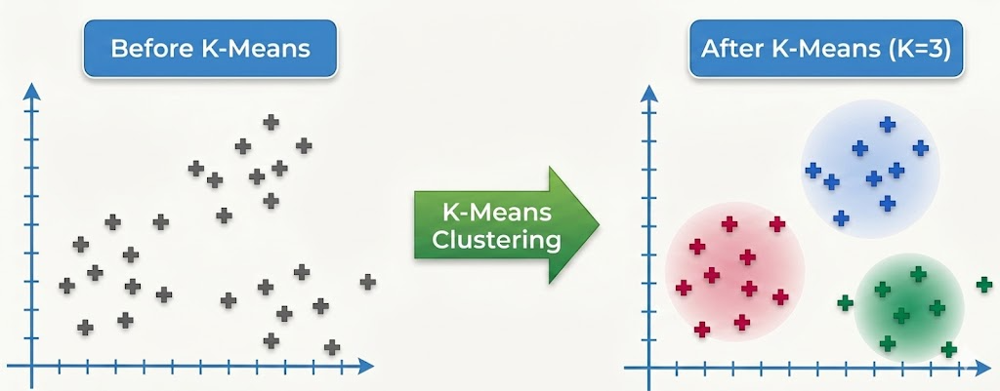 Before K-Means
After K-Means (K=3)
K-Means
Clustering